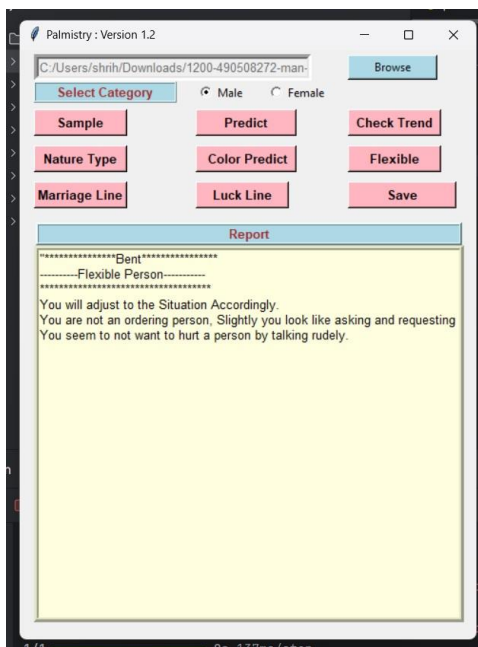 Palmistry : Version 1.2
C:/Users/shrih/Downloads/1200-490508272-man-
Browse
Select Category
Male
Female
Sample
Predict
Check Trend
Nature Type
Color Predict
Flexible
Marriage Line
Luck Line
Save
Report
"***************Bent****************
----------Flexible Person-----------
************************************
You will adjust to the Situation Accordingly.
You are not an ordering person, Slightly you look like asking and requesting
You seem to not want to hurt a person by talking rudely.